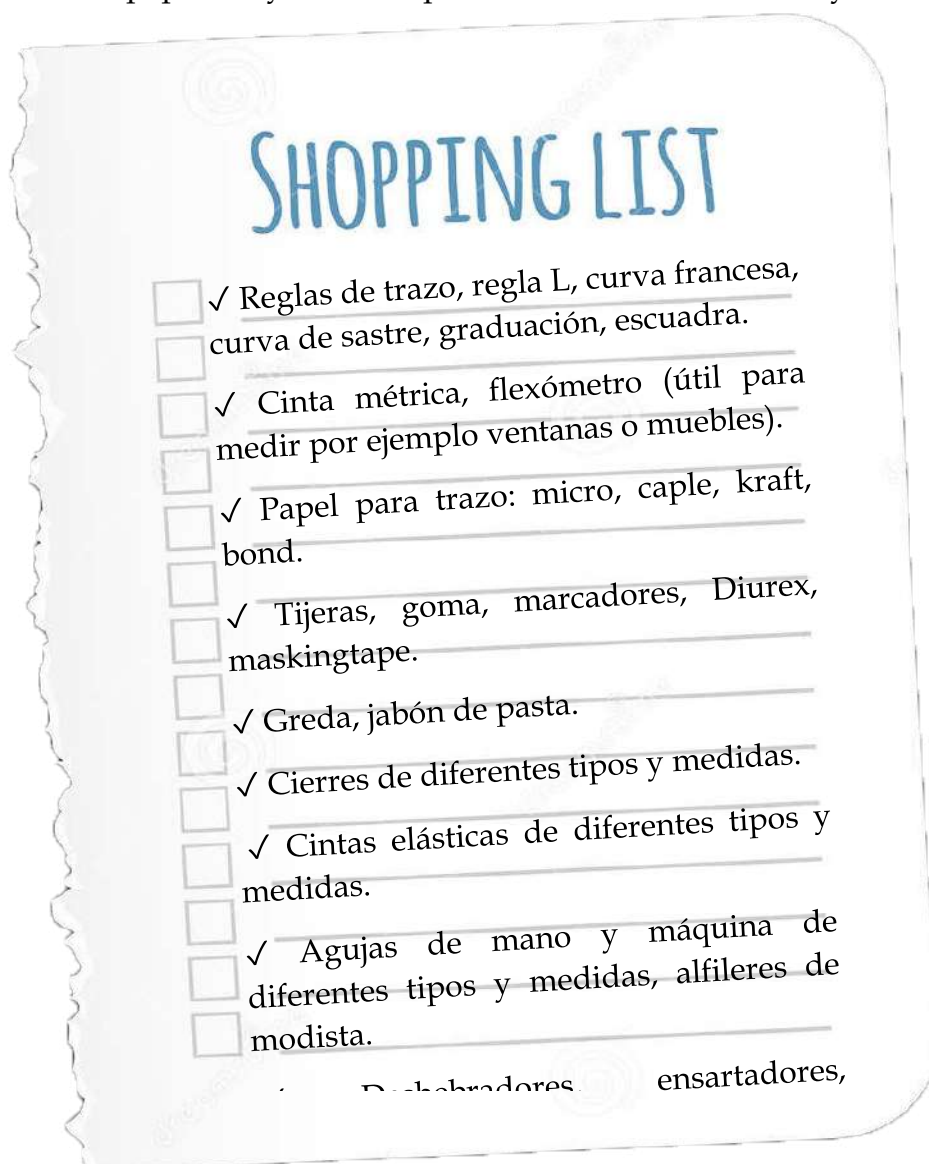 SHOPPING LIST
✓ Reglas de trazo, regla L, curva francesa,
curva de sastre, graduación, escuadra.
✓ Cinta métrica, flexómetro (útil para
medir por ejemplo ventanas o muebles).
✓ Papel para trazo: micro, caple, kraft,
bond.
✓ Tijeras, goma, marcadores, Diurex,
maskingtape.
✓ Greda, jabón de pasta.
✓ Cierres de diferentes tipos y medidas.
✓ Cintas elásticas de diferentes tipos y
medidas.
✓ Agujas de mano y máquina de
diferentes tipos y medidas, alfileres de
modista.
ensartadores,